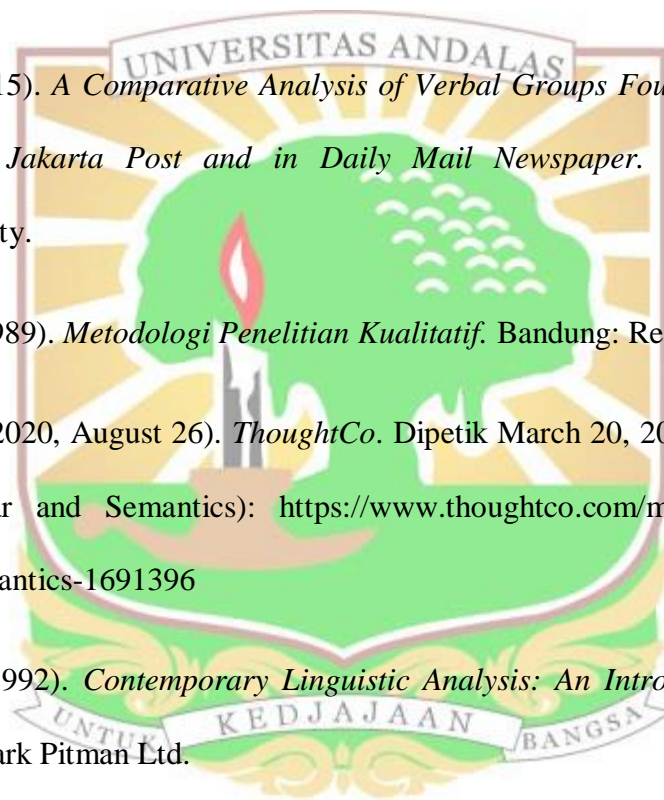 UNIVERSITAS ANDALAS
15). A Comparative Analysis of Verbal Groups Fou
Jakarta Post and in Daily Mail Newspaper.
ty.
989). Metodologi Penelitian Kualitatif. Bandung: Re
2020, August 26). ThoughtCo. Dipetik March 20, 20
r and Semantics): https://www.thoughtco.com/m
antics-1691396
992). Contemporary Linguistic Analysis: An Intro
UNTUK KEDJAJAAN BANGSA
ark Pitman Ltd.